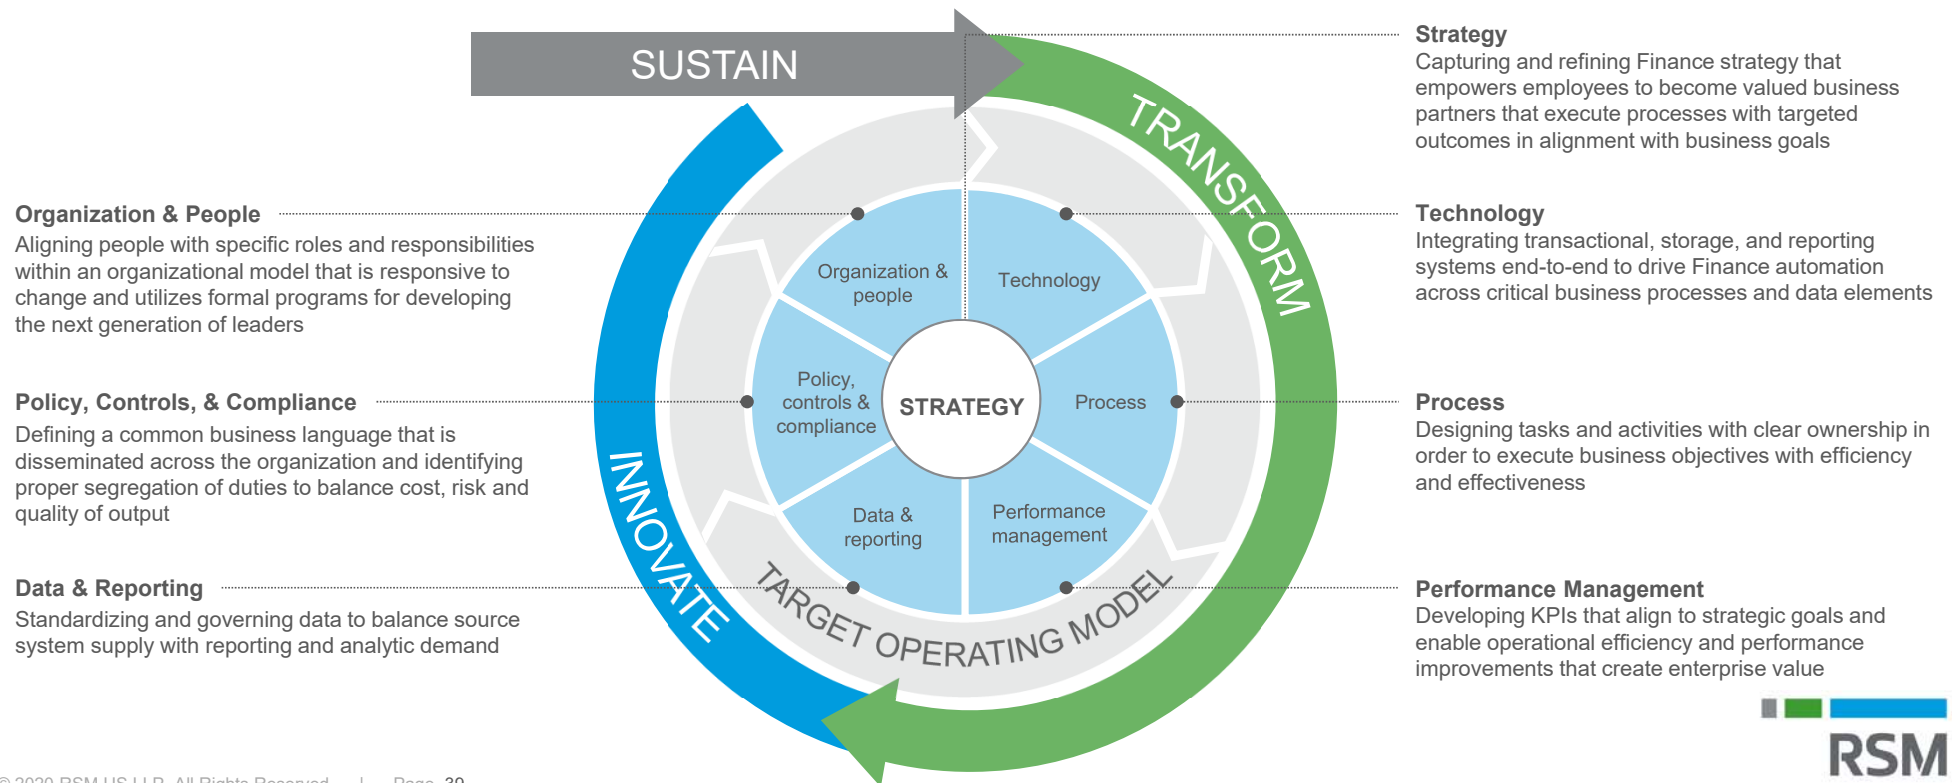 SUSTAIN
TRANSFORM
INNOVATE
TARGET OPERATING MODEL
Organization &
people
Technology
Policy,
controls &
compliance
STRATEGY
Process
Data &
reporting
Performance
management
Organization & People
Aligning people with specific roles and responsibilities
within an organizational model that is responsive to
change and utilizes formal programs for developing
the next generation of leaders
Policy, Controls, & Compliance
Defining a common business language that is
disseminated across the organization and identifying
proper segregation of duties to balance cost, risk and
quality of output
Data & Reporting
Standardizing and governing data to balance source
system supply with reporting and analytic demand
Strategy
Capturing and refining Finance strategy that
empowers employees to become valued business
partners that execute processes with targeted
outcomes in alignment with business goals
Technology
Integrating transactional, storage, and reporting
systems end-to-end to drive Finance automation
across critical business processes and data elements
Process
Designing tasks and activities with clear ownership in
order to execute business objectives with efficiency
and effectiveness
Performance Management
Developing KPIs that align to strategic goals and
enable operational efficiency and performance
improvements that create enterprise value
RSM
© 2020 RSM US LLP. All Rights Reserved. | Page 39